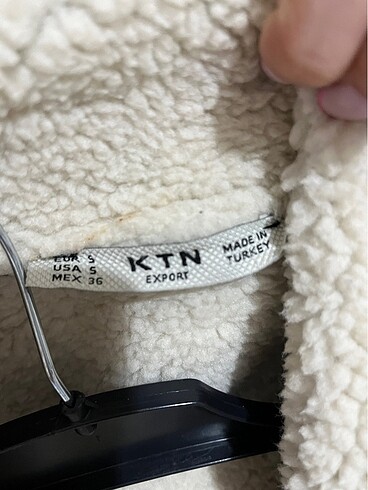 EUR S
USA S
MEX 36
KTN
EXPORT
MADE IN
TURKEY